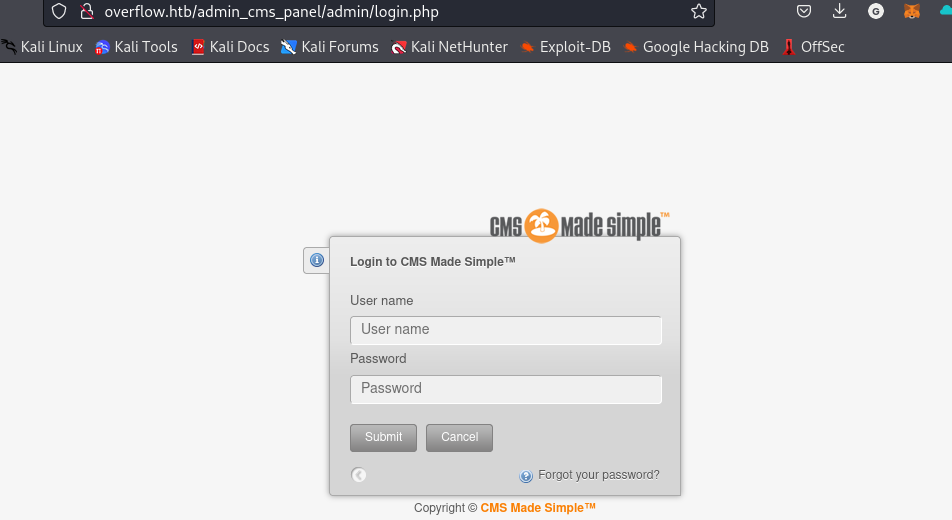 overflow.htb/admin_cms_panel/admin/login.php
G
Kali Linux Kali Tools Kali Docs Kali Forums Kali NetHunter Exploit-DB Google Hacking DB OffSec
CMS Made simple™
Login to CMS Made Simple™
User name
User name
Password
Password
Submit Cancel
Forgot your password?
Copyright © CMS Made Simple™